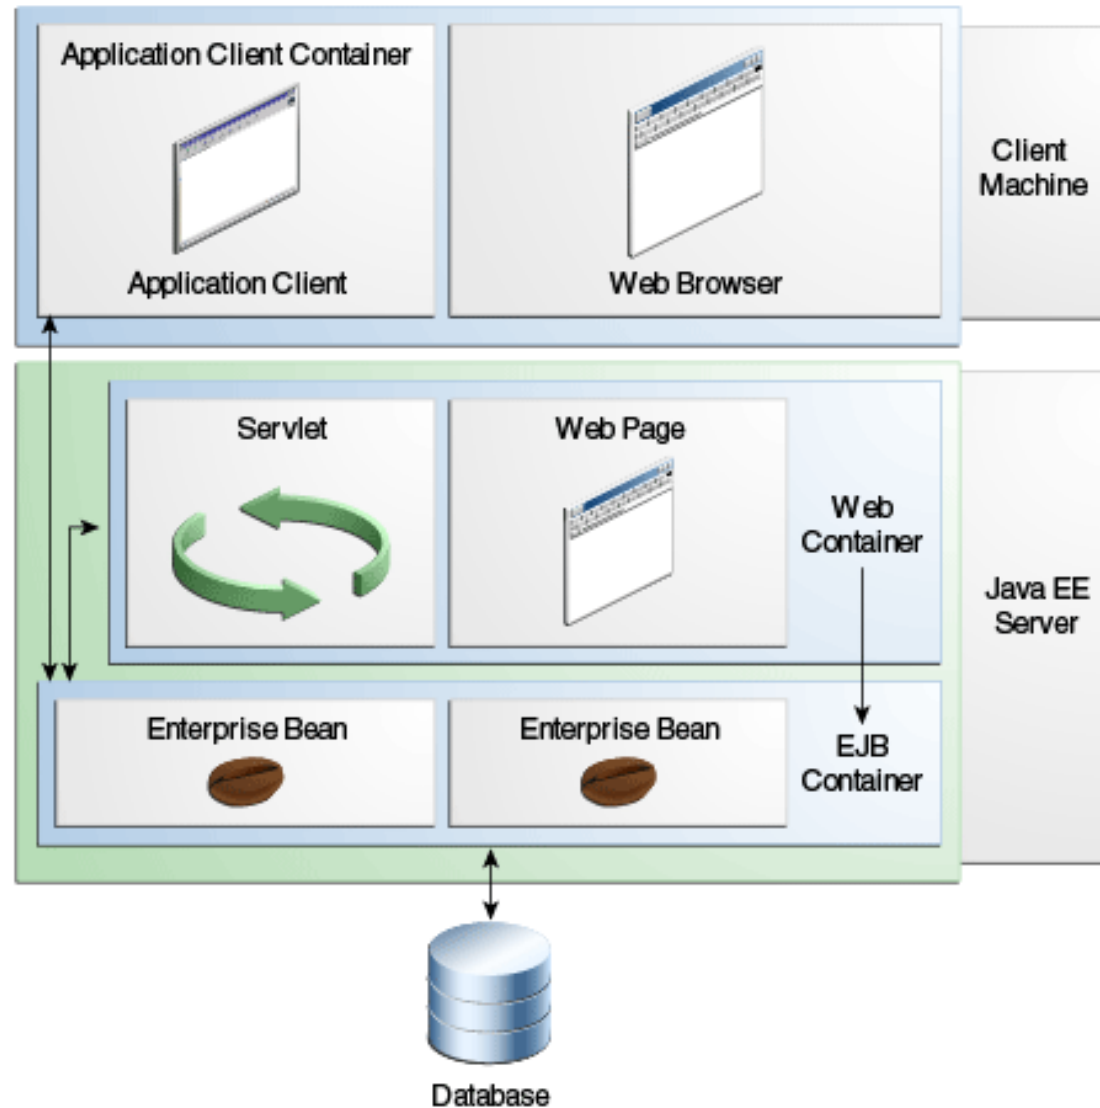 Application Client Container
Application Client
Web Browser
Client
Machine
Servlet
Web Page
Web
Container
Java EE
Server
Enterprise Bean
Enterprise Bean
EJB
Container
Database